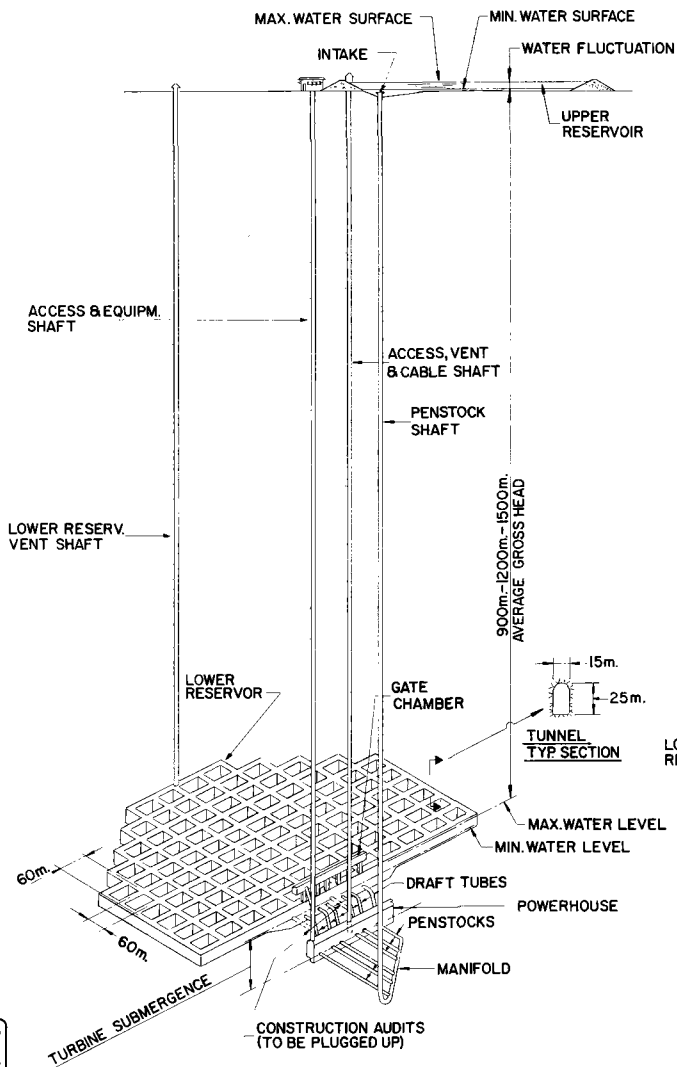 MAX. WATER SURFACE
MIN. WATER SURFACE
INTAKE
WATER FLUCTUATION
UPPER
RESERVOIR
ACCESS & EQUIPM.
SHAFT
ACCESS, VENT
& CABLE SHAFT
PENSTOCK
SHAFT
LOWER RESERV.
VENT SHAFT
900m.-1200m.-1500m.
AVERAGE GROSS HEAD
15m.
25m.
TUNNEL
TYP. SECTION
LOWER
RESERVOR
GATE
CHAMBER
MAX. WATER LEVEL
MIN. WATER LEVEL
60m.
60m.
DRAFT TUBES
POWERHOUSE
PENSTOCKS
MANIFOLD
TURBINE SUBMERGENCE
CONSTRUCTION AUDITS
(TO BE PLUGGED UP)